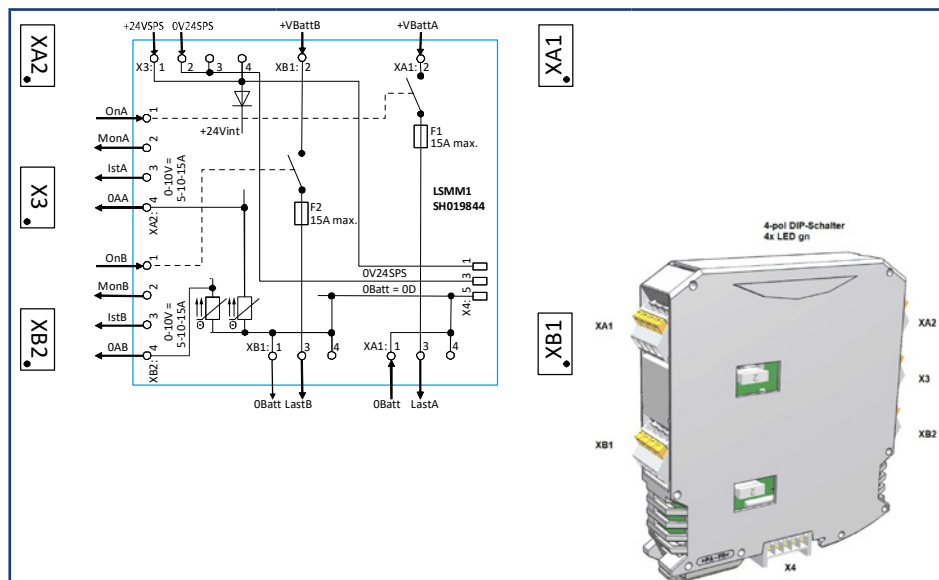 XA2
X3
XB2
+24VSPS
0V24SPS
+VBattB
+VBattA
X3: 1
2
3
4
XB1: 2
XA1: 2
OnA
1
MonA
2
IstA
3
0AA
4
XA2:
0-10V =
5-10-15A
+24Vint
F1
15A max.
F2
15A max.
LSMM1
SH019844
OnB
1
MonB
2
IstB
3
0AB
4
XB2:
0-10V =
5-10-15A
0V24SPS
0Batt = 0D
1
3
5
X4:
XB1: 1
3
4
XA1: 1
3
4
0Batt LastB
0Batt
LastA
XA1
XB1
4-pol DIP-Schalter
4x LED gn
XA1
XA2
X3
XB1
XB2
X4